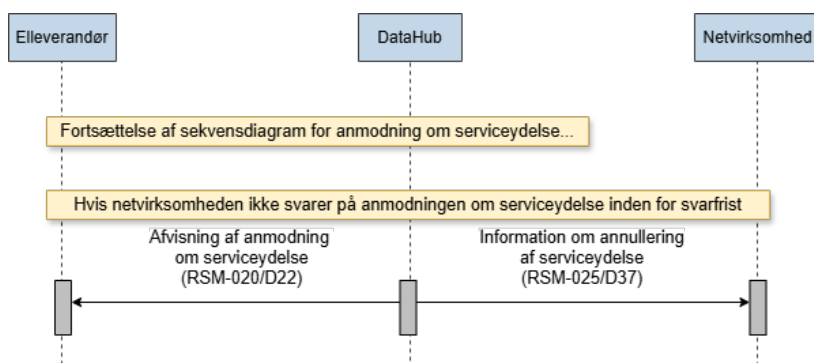 Elleverandør
DataHub
Netvirksomhed
Fortsættelse af sekvensdiagram for anmodning om serviceydelse...
Hvis netvirksomheden ikke svarer på anmodningen om serviceydelse inden for svarfrist
Afvisning af anmodning
om serviceydelse
(RSM-020/D22)
Information om annullering
af serviceydelse
(RSM-025/D37)